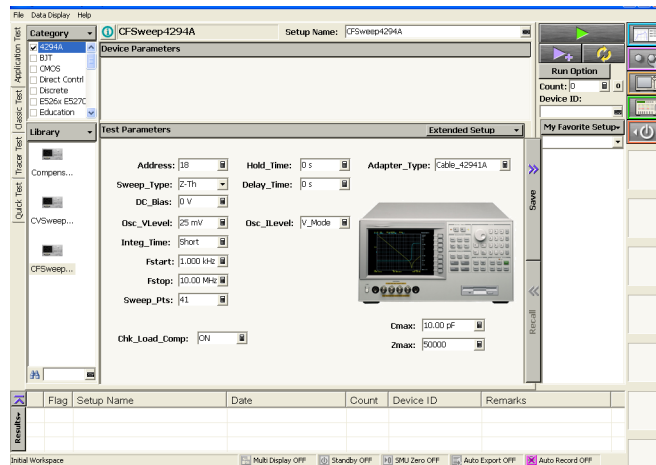 File Data Display Help
Application Test
Classic Test
Tracer Test
Quick Test
Category
4294A
BJT
CMOS
Direct Contrl
Discrete
E526x E527C
Education
Library
Compens...
CVSweep...
CFSweep...
CFSweep4294A
Setup Name: CFSweep4294A
Device Parameters
Test Parameters
Extended Setup
Address: 18
Hold_Time: 0 s
Adapter_Type: Cable_42941A
Sweep_Type: Z-Th
Delay_Time: 0 s
DC_Bias: 0 V
Osc_VLevel: 25 mV
Osc_ILevel: V_Mode
Integ_Time: Short
Fstart: 1.000 kHz
Fstop: 10.00 MHz
Sweep_Pts: 41
Chk_Load_Comp: ON
Cmax: 10.00 pF
Zmax: 50000
Save
Recall
Run Option
Count: 0
0
Device ID:
My Favorite Setup
Results
Flag Setup Name Date Count Device ID Remarks
Initial Workspace
Multi Display OFF Standby OFF SMU Zero OFF Auto Export OFF Auto Record OFF